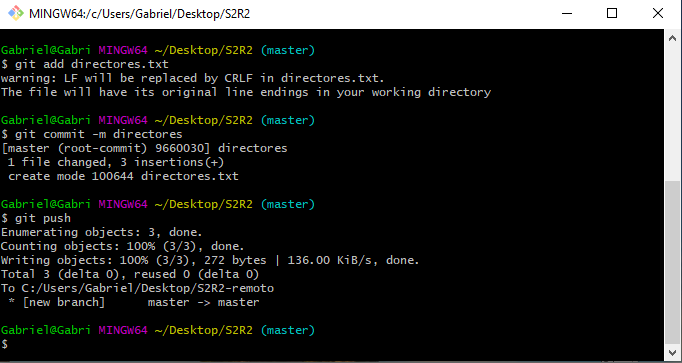 MINGW64:/c/Users/Gabriel/Desktop/S2R2
Gabriel@Gabri MINGW64 ~/Desktop/S2R2 (master)
$ git add directores.txt
warning: LF will be replaced by CRLF in directores.txt.
The file will have its original line endings in your working directory
Gabriel@Gabri MINGW64 ~/Desktop/S2R2 (master)
$ git commit -m directores
[master (root-commit) 9660030] directores
 1 file changed, 3 insertions(+)
 create mode 100644 directores.txt
Gabriel@Gabri MINGW64 ~/Desktop/S2R2 (master)
$ git push
Enumerating objects: 3, done.
Counting objects: 100% (3/3), done.
Writing objects: 100% (3/3), 272 bytes | 136.00 KiB/s, done.
Total 3 (delta 0), reused 0 (delta 0)
To C:/Users/Gabriel/Desktop/S2R2-remoto
 * [new branch]      master -> master
Gabriel@Gabri MINGW64 ~/Desktop/S2R2 (master)
$